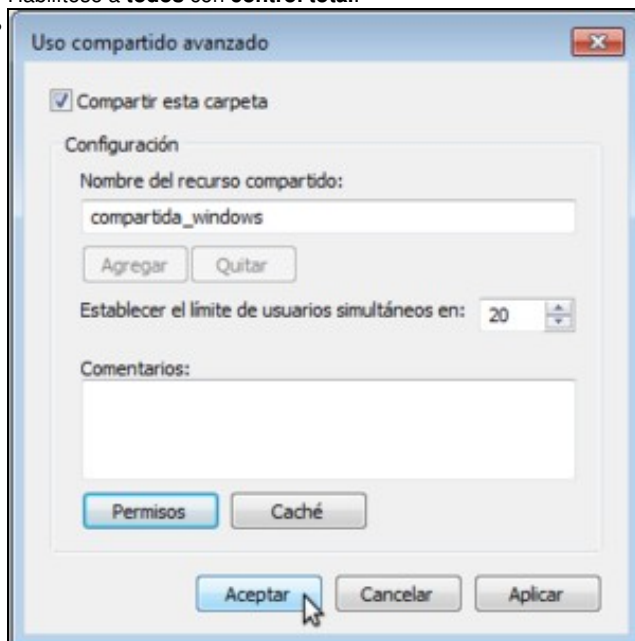 Habilitose a todos con control total.
Uso compartido avanzado
Compartir esta carpeta
Configuración
Nombre del recurso compartido:
compartida_windows
Agregar Quitar
Establecer el límite de usuarios simultáneos en: 20
Comentarios:
Permisos Caché
Aceptar Cancelar Aplicar